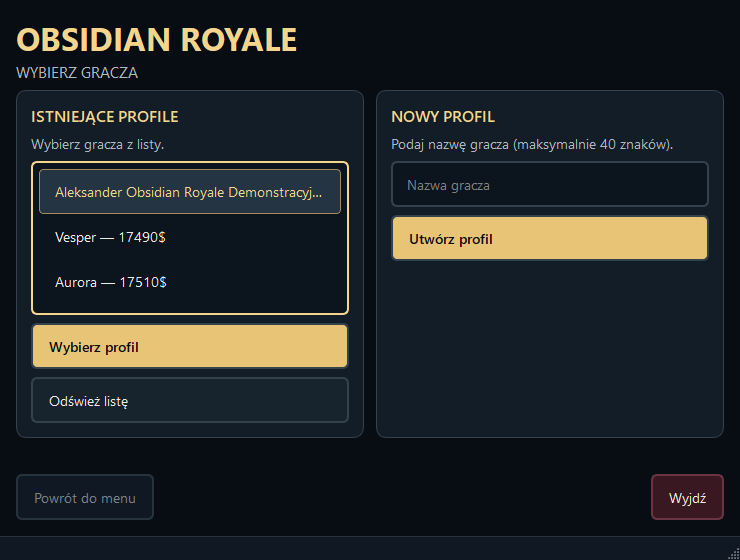 OBSIDIAN ROYALE
WYBIERZ GRACZA
ISTNIEJĄCE PROFILE
Wybierz gracza z listy.
Aleksander Obsidian Royale Demonstracyj...
Vesper — 17490$
Aurora — 17510$
Wybierz profil
Odśwież listę
NOWY PROFIL
Podaj nazwę gracza (maksymalnie 40 znaków).
Nazwa gracza
Utwórz profil
Powrót do menu
Wyjdź